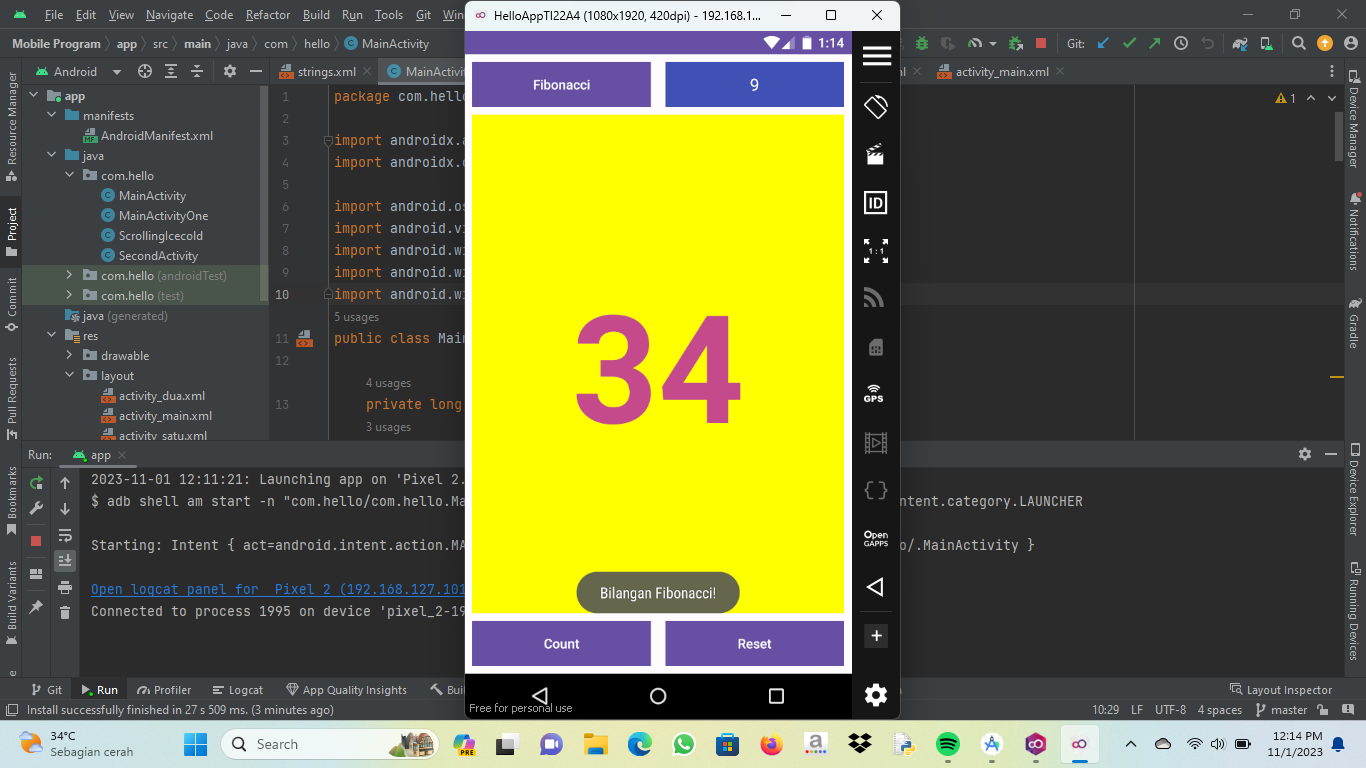 File Edit View Navigate Code Refactor Build Run Tools Git
HelloAppTI22A4 (1080x1920, 420dpi) - 192.168.1...
Mobile Program app src main java com hello MainActivity
Git:
1:14
Android
strings.xml
activity_main.xml
Fibonacci
9
34
Bilangan Fibonacci!
Count
Reset
Free for personal use
1:1
ID
GPS
Open
GAPPS
Resource Manager
Project
Commit
Pull Requests
Bookmarks
Build Variants
app
manifests
AndroidManifest.xml
java
com.hello
MainActivity
MainActivityOne
ScrollingIcecold
SecondActivity
com.hello (androidTest)
com.hello (test)
java (generated)
res
drawable
layout
activity_dua.xml
activity_main.xml
activity_satu.xml
1 package com.hello
2
3 import androidx.
4 import androidx.
5
6 import android.os
7 import android.vi
8 import android.wi
9 import android.wi
10 import android.wi
5 usages
11 public class Main
12
4 usages
13 private long
3 usages
1
Device Manager
Notifications
Gradle
Device Explorer
Running Devices
Run: app
2023-11-01 12:11:21: Launching app on 'Pixel 2.
$ adb shell am start -n "com.hello/com.hello.Ma
ntent.category.LAUNCHER
Starting: Intent { act=android.intent.action.MA
o/.MainActivity }
Open logcat panel for Pixel 2 (192.168.127.101
Connected to process 1995 on device 'pixel_2-19
Git Run Profiler Logcat App Quality Insights
Layout Inspector
Install successfully finished in 27 s 509 ms. (3 minutes ago)
10:29 LF UTF-8 4 spaces master
34°C
Sebagian cerah
Search
PRE
12:14 PM
11/1/2023